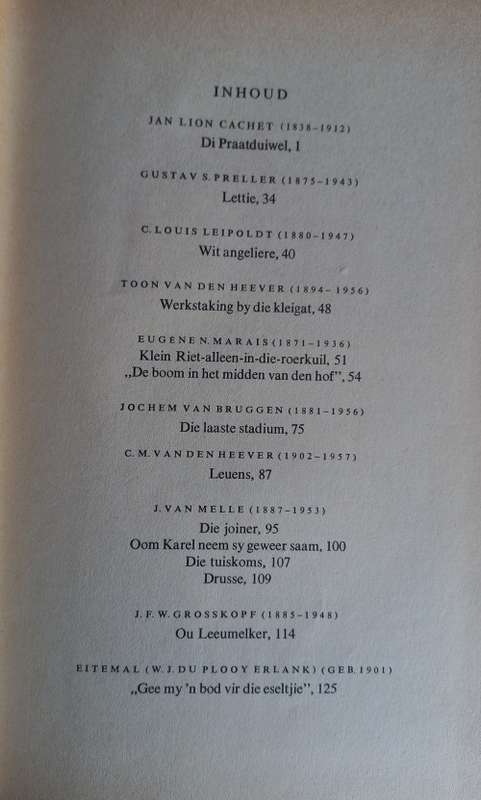 INHOUD
JAN LION CACHET (1838–1912)
Di Praatduiwel, 1
GUSTAV S. PRELLER (1875–1943)
Lettie, 34
C. LOUIS LEIPOLDT (1880–1947)
Wit angeliere, 40
TOON VAN DEN HEEVER (1894– 1956)
Werkstaking by die kleigat, 48
EUGENE N. MARAIS (1871–1936)
Klein Riet-alleen-in-die-roerkuil, 51
„De boom in het midden van den hof”, 54
JOCHEM VAN BRUGGEN (1881–1956)
Die laaste stadium, 75
C. M. VAN DEN HEEVER (1902–1957)
Leuens, 87
J. VAN MELLE (1887–1953)
Die joiner, 95
Oom Karel neem sy geweer saam, 100
Die tuiskoms, 107
Drusse, 109
J. F. W. GROSSKOPF (1885–1948)
Ou Leeumelker, 114
EITEMAL (W. J. DU PLOOY ERLANK) (GEB. 1901)
„Gee my 'n bod vir die eseltjie”, 125